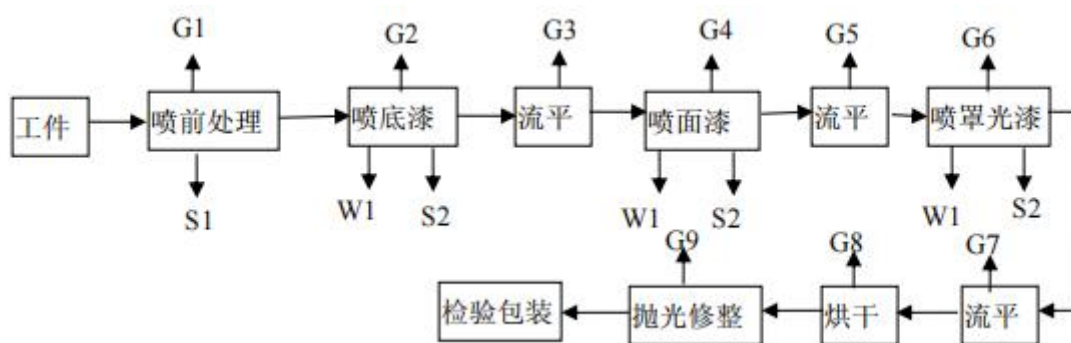 G1 G2 G3 G4 G5 G6
工件 喷前处理 喷底漆 流平 喷面漆 流平 喷罩光漆
S1 W1 S2 W1 S2 W1 S2
G9 G8 G7
检验包装 抛光修整 烘干 流平